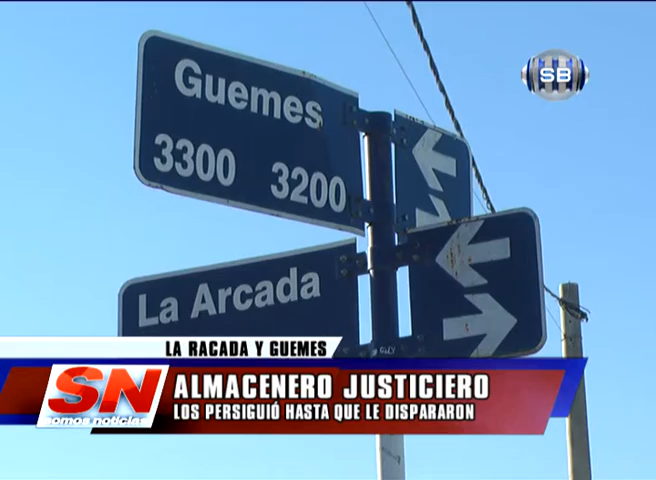 Guemes
3300 3200
SB
La Arcada
LA RACADA Y GUEMES
SN
somos noticias
ALMACENERO JUSTICIERO
LOS PERSIGUIÓ HASTA QUE LE DISPARARON